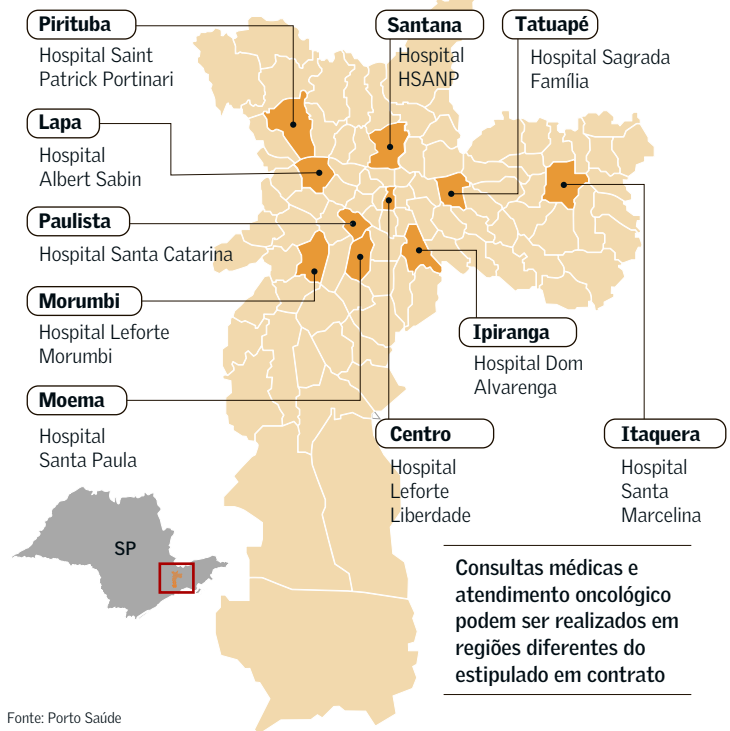 Pirituba
Hospital Saint
Patrick Portinari
Santana
Hospital
HSANP
Tatuapé
Hospital Sagrada
Família
Lapa
Hospital
Albert Sabin
Paulista
Hospital Santa Catarina
Morumbi
Hospital Leforte
Morumbi
Ipiranga
Hospital Dom
Alvarenga
Moema
Hospital
Santa Paula
Centro
Hospital
Leforte
Liberdade
Itaquera
Hospital
Santa
Marcelina
SP
Consultas médicas e
atendimento oncológico
podem ser realizados em
regiões diferentes do
estipulado em contrato
Fonte: Porto Saúde